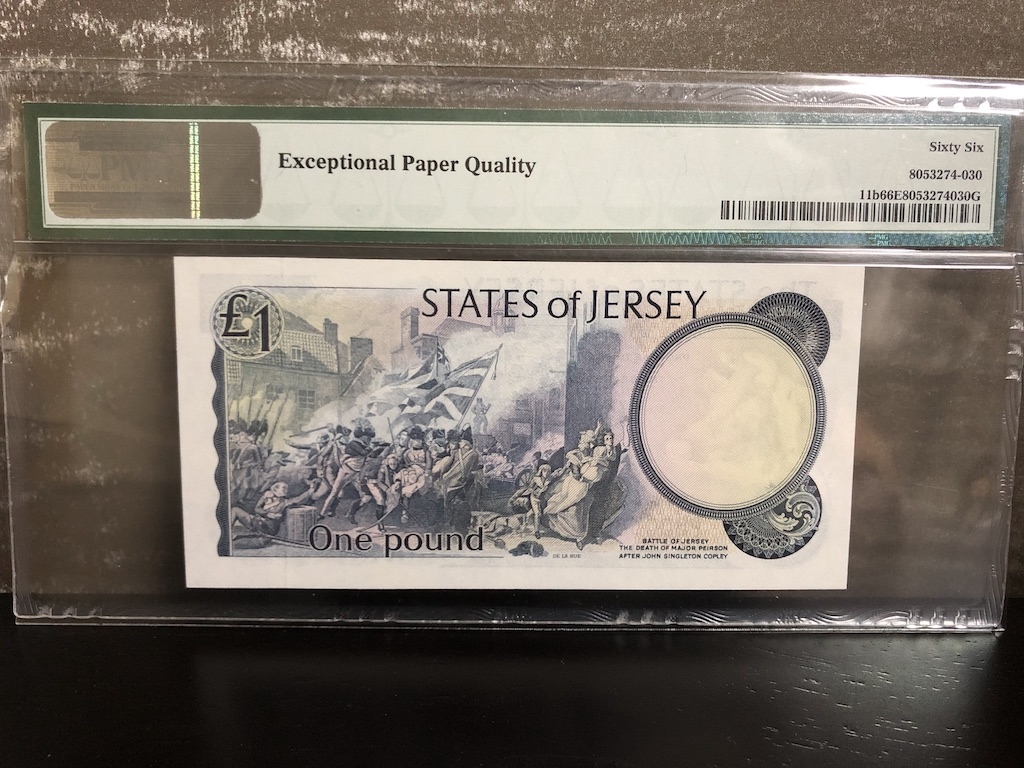 PMG
Exceptional Paper Quality
Sixty Six
8053274-030
11b66E8053274030G
£1
STATES of JERSEY
One pound
DE LA RUE
BATTLE OF JERSEY
THE DEATH OF MAJOR PEIRSON
AFTER JOHN SINGLETON COPLEY